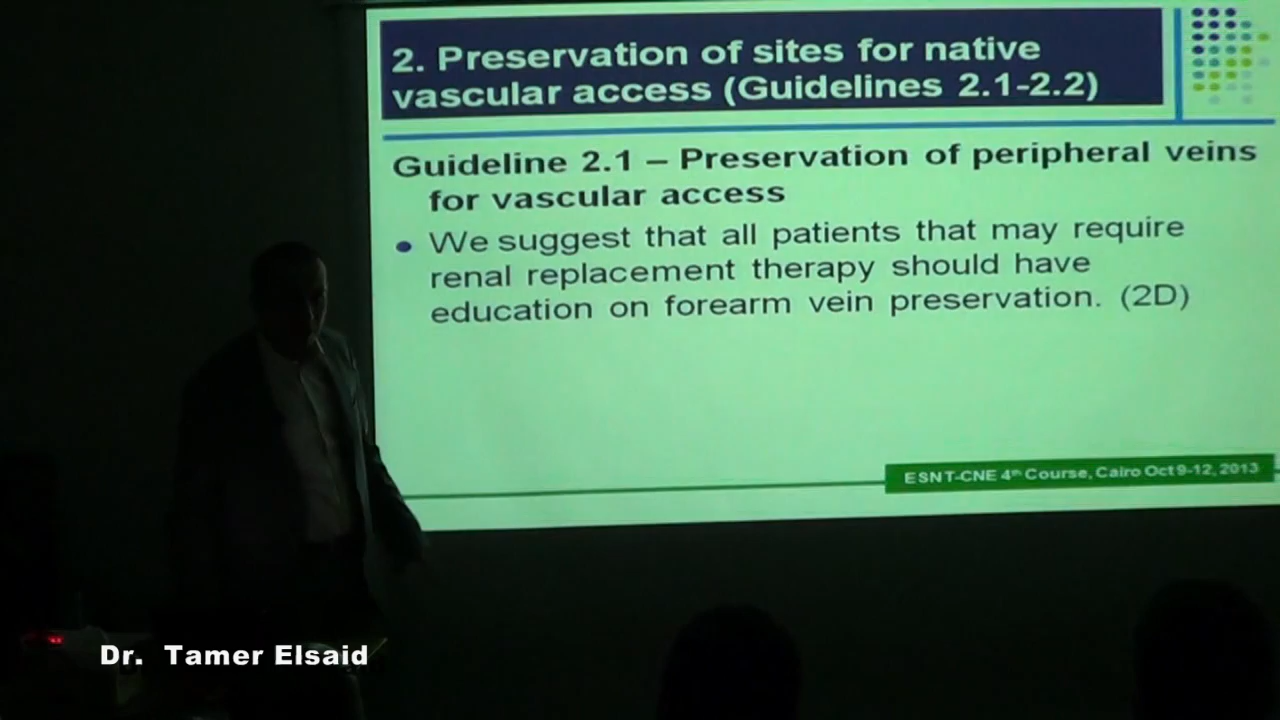 2. Preservation of sites for native
vascular access (Guidelines 2.1-2.2)
Guideline 2.1 – Preservation of peripheral veins
for vascular access
• We suggest that all patients that may require
renal replacement therapy should have
education on forearm vein preservation. (2D)
ESNT-CNE 4th Course, Cairo Oct 9-12, 2013
Dr. Tamer Elsaid